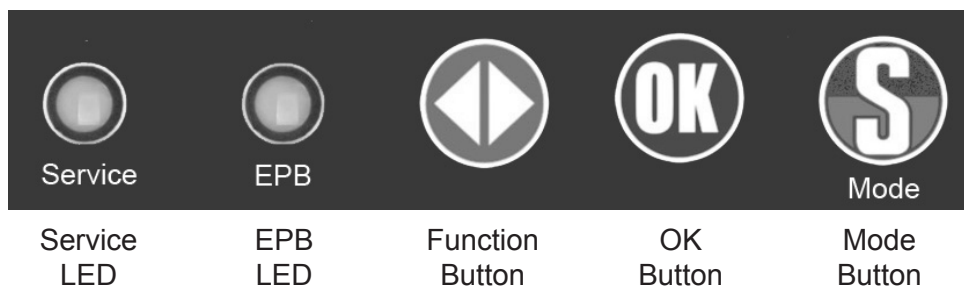 OK
S
Service
EPB
Mode
Service LED
EPB LED
Function Button
OK Button
Mode Button